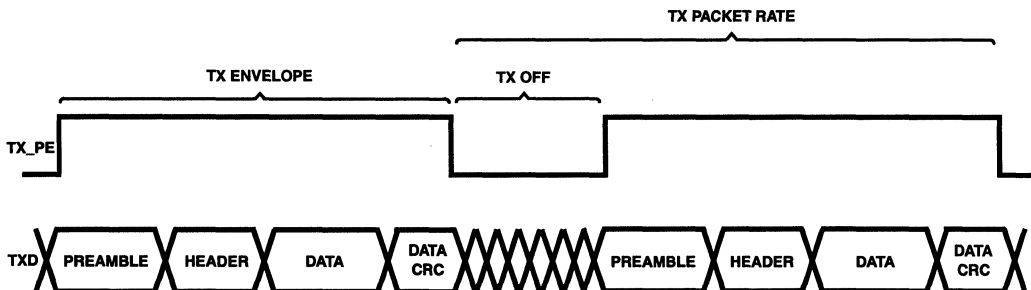 TX PACKET RATE
TX ENVELOPE
TX OFF
TX_PE
TXD
PREAMBLE
HEADER
DATA
DATA
CRC
PREAMBLE
HEADER
DATA
DATA
CRC